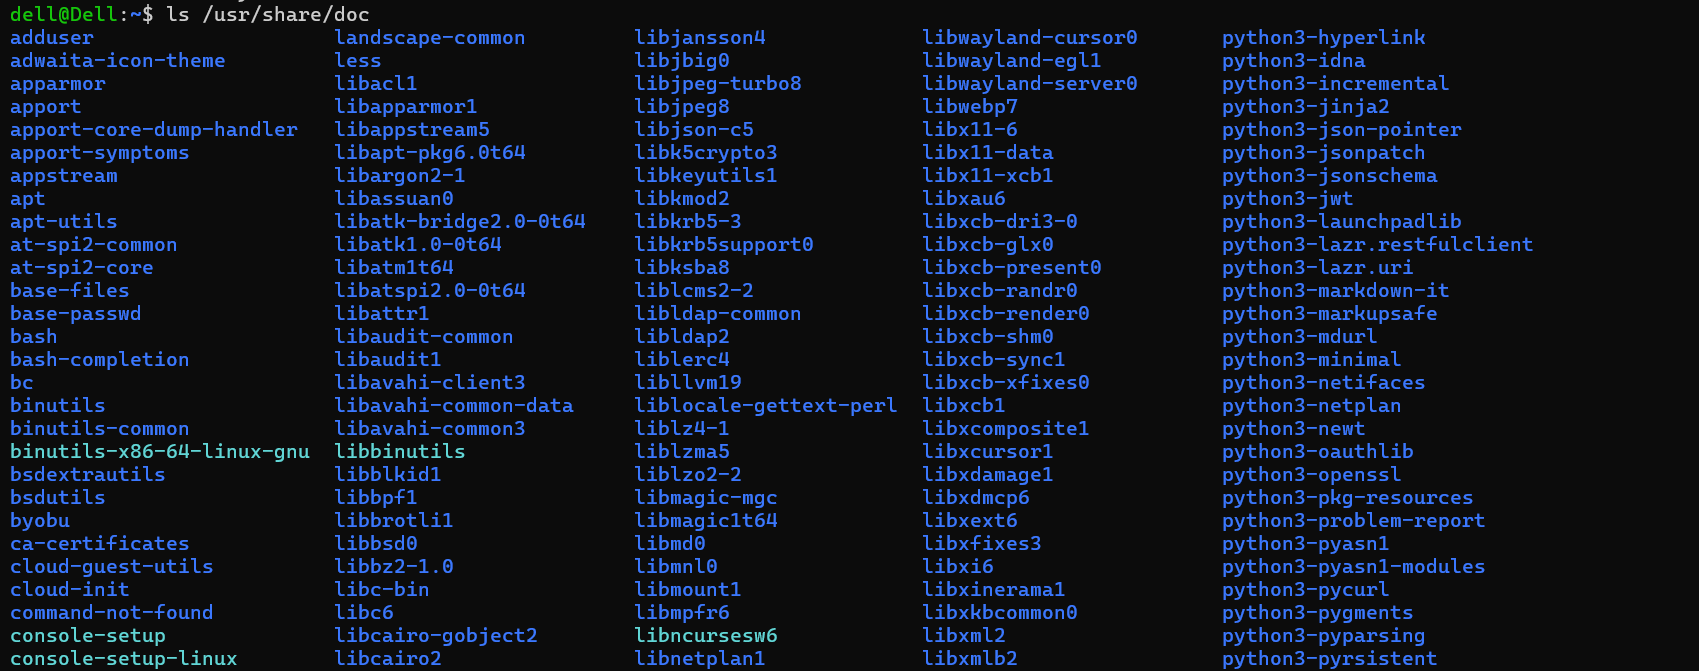 dell@Dell:~$ ls /usr/share/doc
adduser landscape-common libjansson4 libwayland-cursor0 python3-hyperlink
adwaita-icon-theme less libjbig0 libwayland-egl1 python3-idna
apparmor libacl1 libjpeg-turbo8 libwayland-server0 python3-incremental
apport libapparmor1 libjpeg8 libwebp7 python3-jinja2
apport-core-dump-handler libappstream5 libjson-c5 libx11-6 python3-json-pointer
apport-symptoms libapt-pkg6.0t64 libk5crypto3 libx11-data python3-jsonpatch
appstream libargon2-1 libkeyutils1 libx11-xcb1 python3-jsonschema
apt libassuan0 libkmod2 libxau6 python3-jwt
apt-utils libatk-bridge2.0-0t64 libkrb5-3 libxcb-dri3-0 python3-launchpadlib
at-spi2-common libatk1.0-0t64 libkrb5support0 libxcb-glx0 python3-lazr.restfulclient
at-spi2-core libatm1t64 libksba8 libxcb-present0 python3-lazr.uri
base-files libatspi2.0-0t64 liblcms2-2 libxcb-randr0 python3-markdown-it
base-passwd libattr1 libldap-common libxcb-render0 python3-markupsafe
bash libaudit-common libldap2 libxcb-shm0 python3-mdurl
bash-completion libaudit1 liblerc4 libxcb-sync1 python3-minimal
bc libavahi-client3 libllvm19 libxcb-xfixes0 python3-netifaces
binutils libavahi-common-data liblocale-gettext-perl libxcb1 python3-netplan
binutils-common libavahi-common3 liblz4-1 libxcomposite1 python3-newt
binutils-x86-64-linux-gnu libbinutils liblzma5 libxcursor1 python3-oauthlib
bsdextrautils libblkid1 liblzo2-2 libxdamage1 python3-openssl
bsdutils libbpf1 libmagic-mgc libxdmcp6 python3-pkg-resources
byobu libbrotli1 libmagic1t64 libxext6 python3-problem-report
ca-certificates libbsd0 libmd0 libxfixes3 python3-pyasn1
cloud-guest-utils libbz2-1.0 libmnl0 libxi6 python3-pyasn1-modules
cloud-init libc-bin libmount1 libxinerama1 python3-pycurl
command-not-found libc6 libmpfr6 libxkbcommon0 python3-pygments
console-setup libcairo-gobject2 libncursesw6 libxml2 python3-pyparsing
console-setup-linux libcairo2 libnetplan1 libxmlb2 python3-pyrsistent